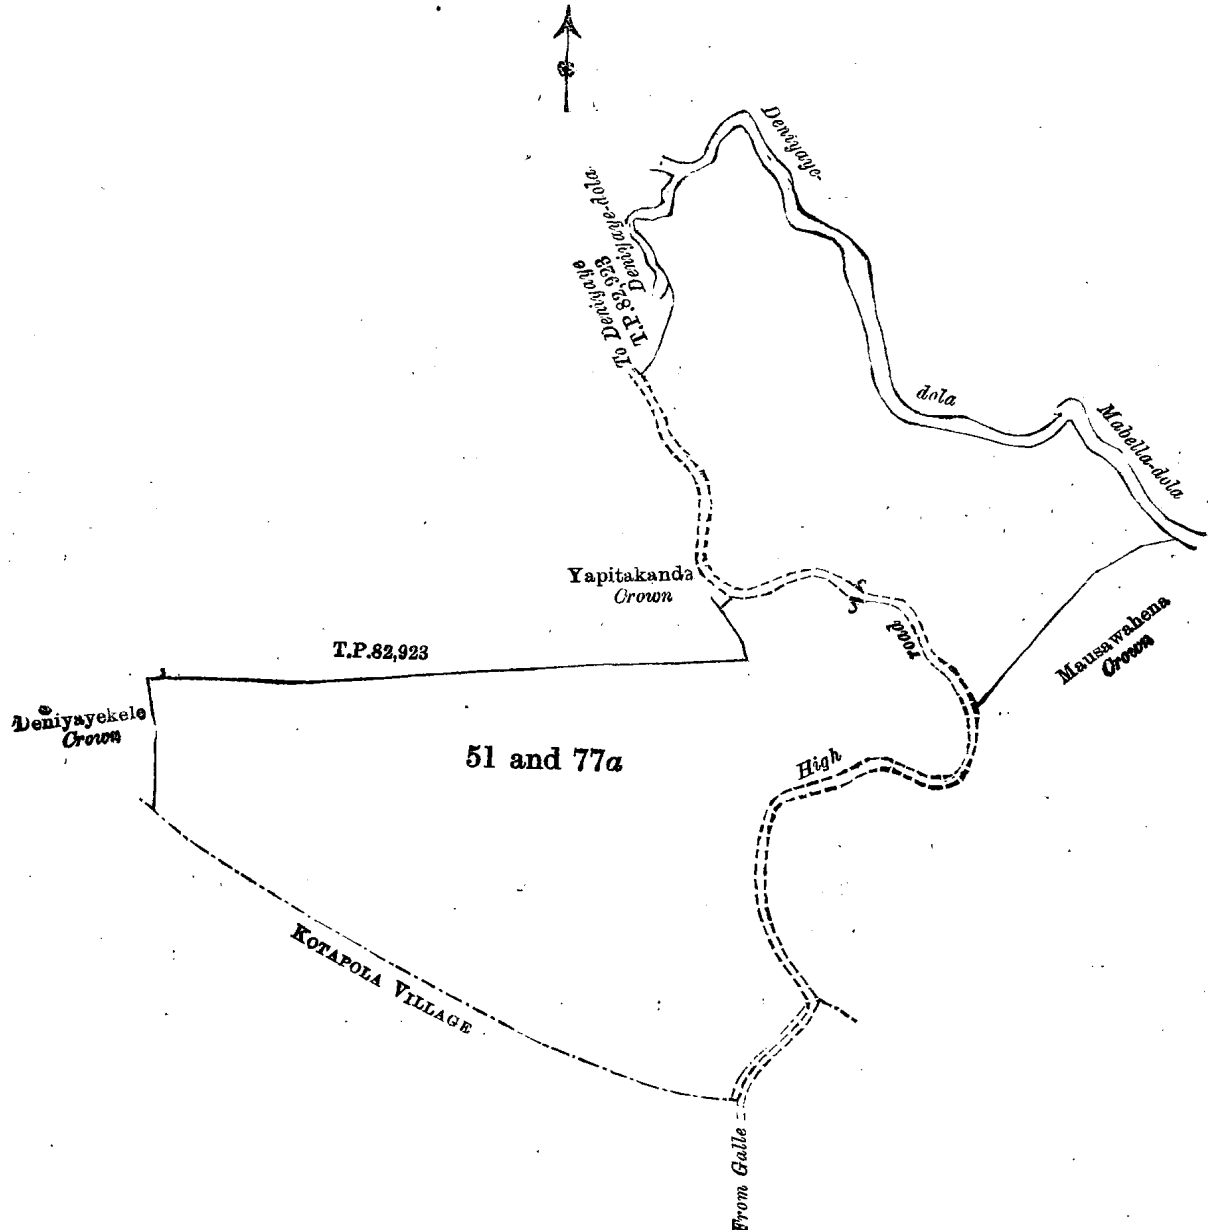 Deniyaye-
Deniyaye-dola
T.P.82,923
To Deniyaye
dola
Mabella-dola
Yapitakanda
Crown
road
Mausawahena
Crown
T.P.82,923
Deniyayekele
Crown
51 and 77a
High
KOTAPOLA VILLAGE
From Galle